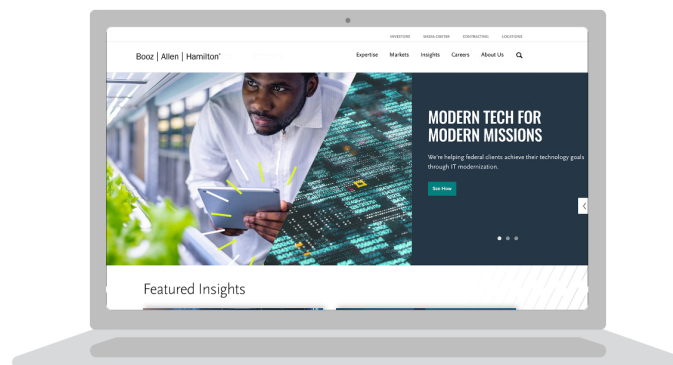 INVESTORS MEDIA CENTER CONTRACTING LOCATIONS
Booz | Allen | Hamilton®
Expertise Markets Insights Careers About Us
MODERN TECH FOR
MODERN MISSIONS
We're helping federal clients achieve their technology goals
through IT modernization.
See How
Featured Insights